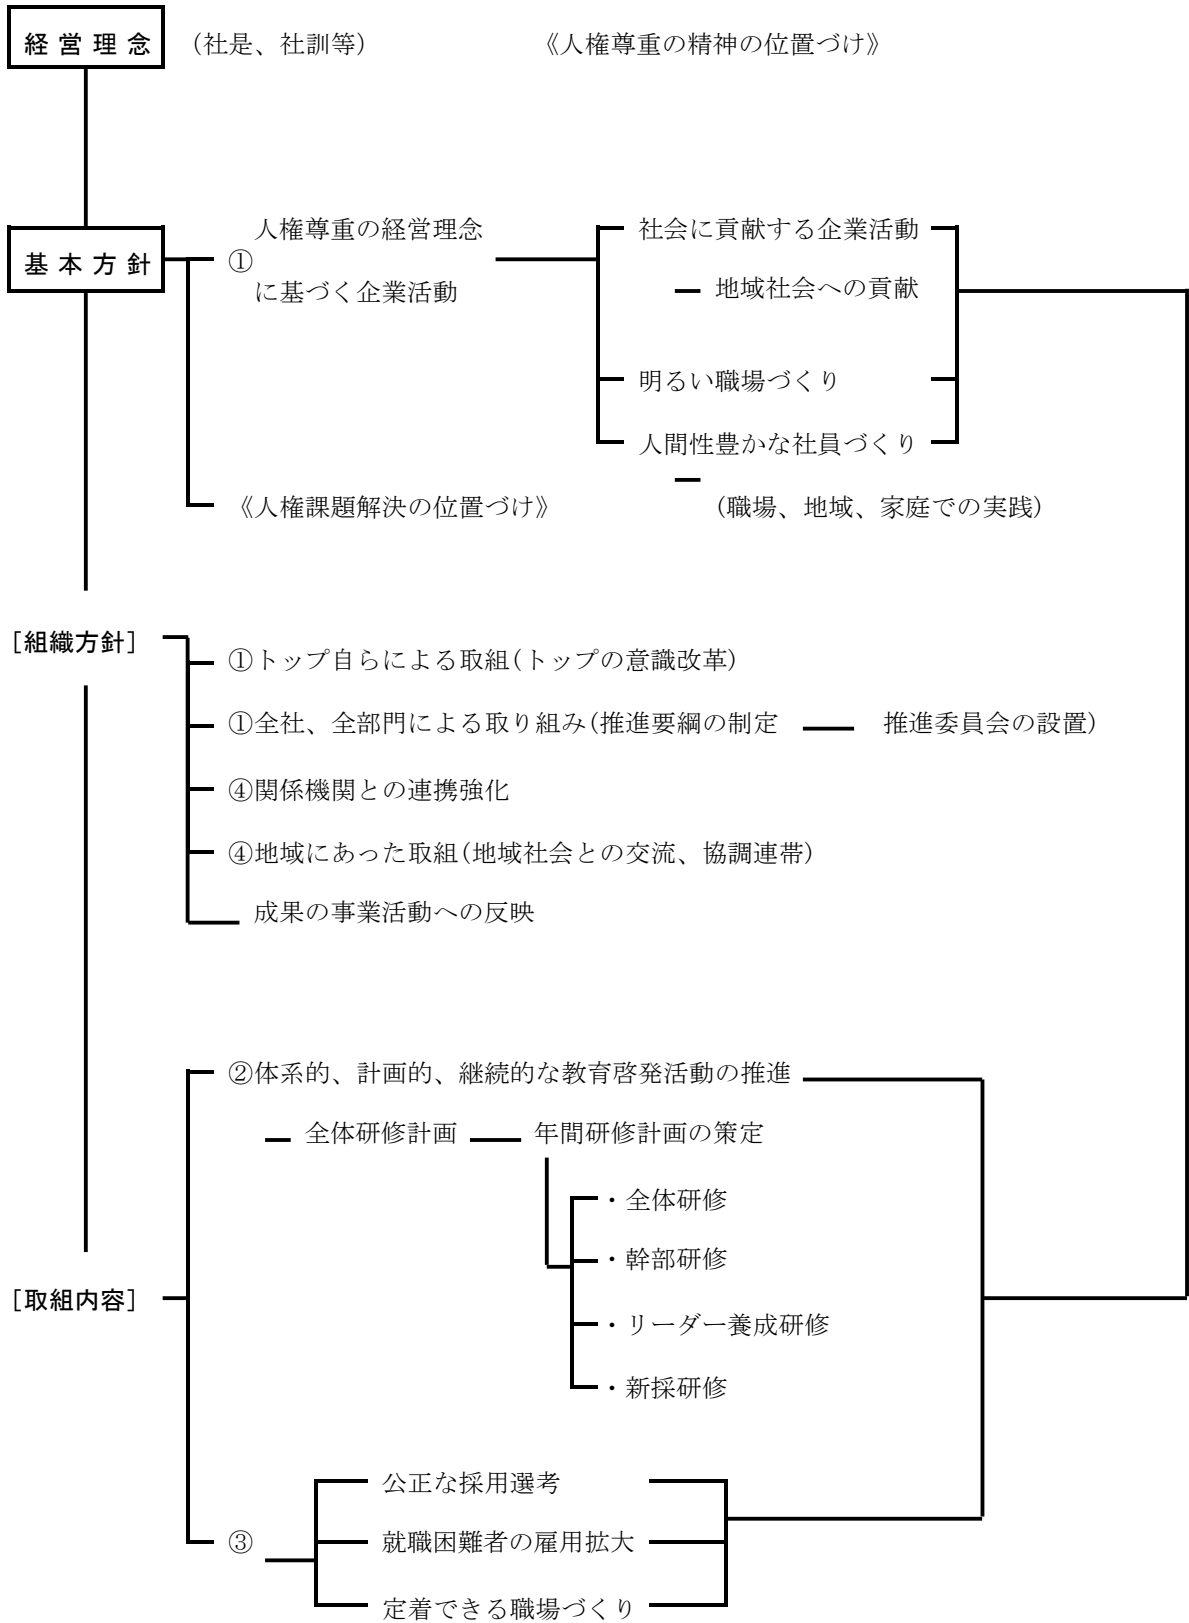 経営理念 (社是、社訓等) 《人権尊重の精神の位置づけ》
人権尊重の経営理念 社会に貢献する企業活動
基本方針 ①
に基づく企業活動 地域社会への貢献
明るい職場づくり
人間性豊かな社員づくり
《人権課題解決の位置づけ》 (職場、地域、家庭での実践)
[組織方針]
①トップ自らによる取組(トップの意識改革)
①全社、全部門による取り組み(推進要綱の制定 推進委員会の設置)
④関係機関との連携強化
④地域にあった取組(地域社会との交流、協調連帯)
成果の事業活動への反映
②体系的、計画的、継続的な教育啓発活動の推進
全体研修計画 年間研修計画の策定
・全体研修
・幹部研修
[取組内容]
・リーダー養成研修
・新採研修
公正な採用選考
③ 就職困難者の雇用拡大
定着できる職場づくり